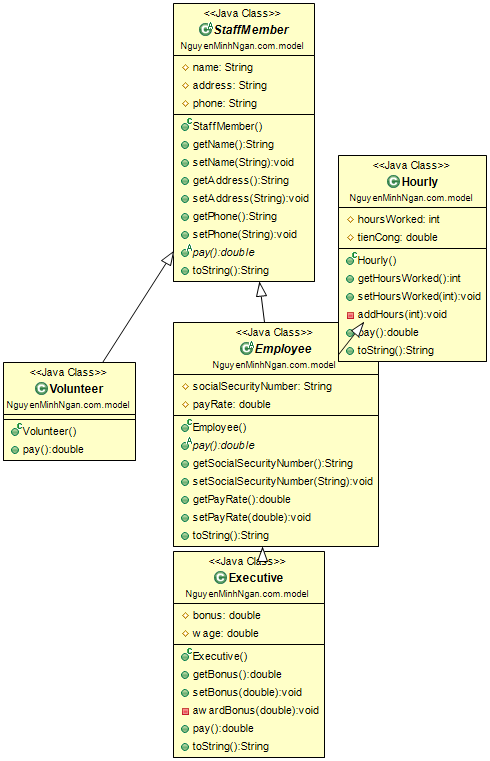 <<Java Class>>
StaffMember
NguyenMinhNgan.com.model
name: String
address: String
phone: String
StaffMember()
getName():String
setName(String):void
getAddress():String
setAddress(String):void
getPhone():String
setPhone(String):void
pay():double
toString():String
<<Java Class>>
Hourly
NguyenMinhNgan.com.model
hoursWorked: int
tienCong: double
Hourly()
getHoursWorked():int
setHoursWorked(int):void
addHours(int):void
pay():double
toString():String
<<Java Class>>
Volunteer
NguyenMinhNgan.com.model
Volunteer()
pay():double
<<Java Class>>
Employee
NguyenMinhNgan.com.model
socialSecurityNumber: String
payRate: double
Employee()
pay():double
getSocialSecurityNumber():String
setSocialSecurityNumber(String):void
getPayRate():double
setPayRate(double):void
toString():String
<<Java Class>>
Executive
NguyenMinhNgan.com.model
bonus: double
wage: double
Executive()
getBonus():double
setBonus(double):void
awardBonus(double):void
pay():double
toString():String